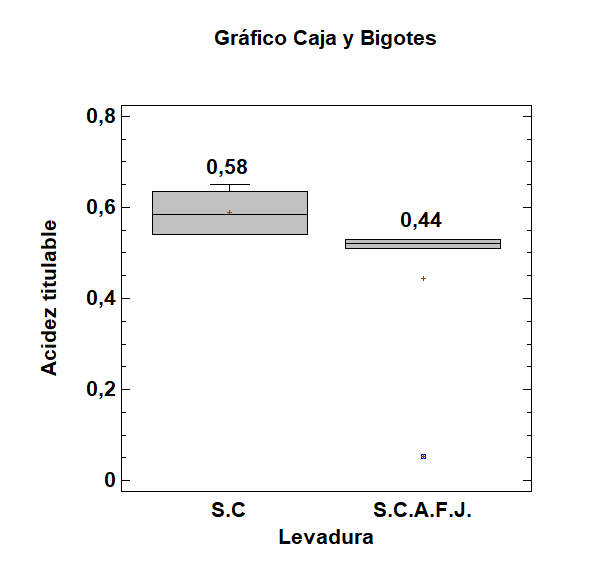 Gráfico Caja y Bigotes
0,8
0,58
0,6
0,44
Acidez titulable
0,4
0,2
0
S.C
S.C.A.F.J.
Levadura